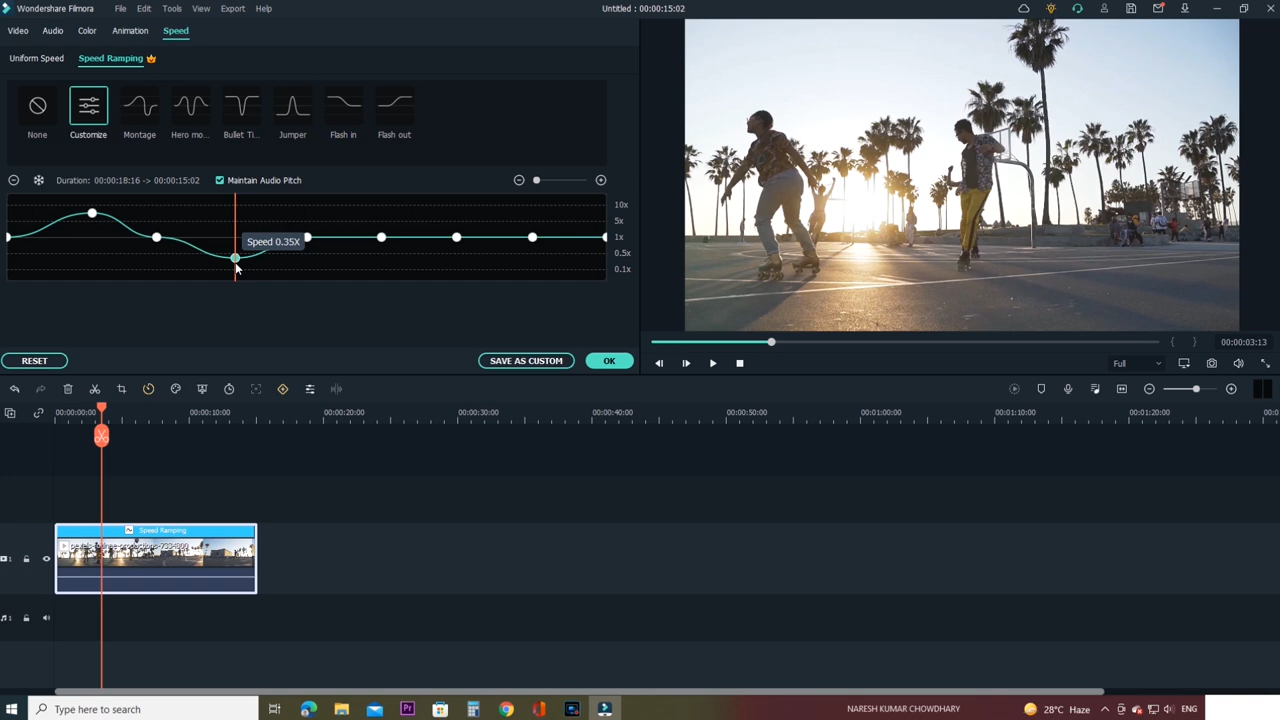 Wondershare Filmora File Edit Tools View Export Help Untitled : 00:00:15:02
Video Audio Color Animation Speed
Uniform Speed Speed Ramping
None Customize Montage Hero mo... Bullet Ti... Jumper Flash in Flash out
Duration: 00:00:18:16 -> 00:00:15:02 Maintain Audio Pitch
10x
5x
1x
0.5x
0.1x
Speed 0.35X
00:00:03:13
RESET SAVE AS CUSTOM OK
Full
00:00:00:00 00:00:10:00 00:00:20:00 00:00:30:00 00:00:40:00 00:00:50:00 00:01:00:00 00:01:10:00 00:01:20:00 00:0
Speed Ramping
1
1
Type here to search
NARESH KUMAR CHOWDHARY 28°C Haze ENG